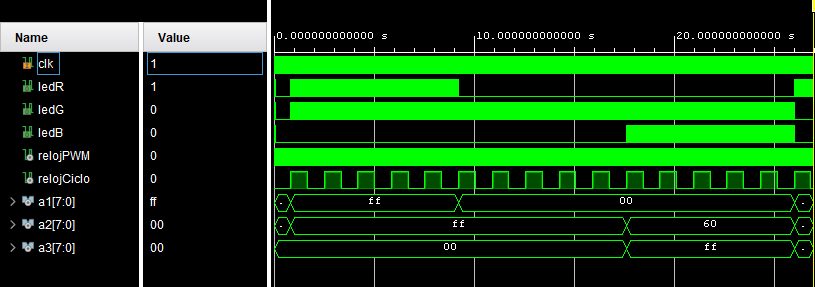 Name Value
0.000000000000 s 10.000000000000 s 20.000000000000 s
clk 1
ledR 1
ledG 0
ledB 0
relojPWM 0
relojCiclo 0
a1[7:0] ff . ff 00 .
a2[7:0] 00 . ff 60 .
a3[7:0] 00 00 ff .